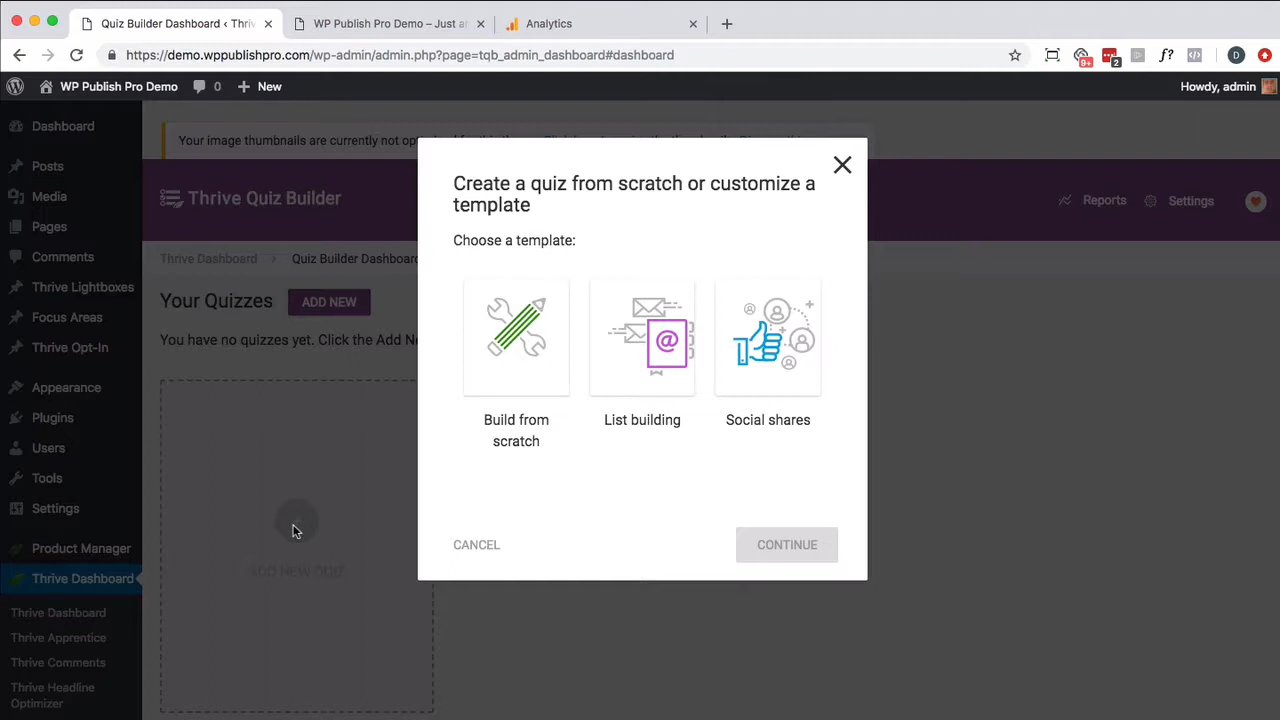 Quiz Builder Dashboard ‹ Thriv
WP Publish Pro Demo – Just an
Analytics
https://demo.wppublishpro.com/wp-admin/admin.php?page=tqb_admin_dashboard#dashboard
9+
2
f?
D
WP Publish Pro Demo
0
New
Howdy, admin
Dashboard
Posts
Media
Pages
Comments
Thrive Lightboxes
Focus Areas
Thrive Opt-In
Appearance
Plugins
Users
Tools
Settings
Product Manager
Thrive Dashboard
Thrive Dashboard
Thrive Apprentice
Thrive Comments
Thrive Headline
Optimizer
Your image thumbnails are currently not
Thrive Quiz Builder
Reports
Settings
Thrive Dashboard
Quiz Builder Dashboard
Your Quizzes
ADD NEW
You have no quizzes yet. Click the Add Ne
ADD NEW QUIZ
Create a quiz from scratch or customize a
template
Choose a template:
@
Build from
scratch
List building
Social shares
CANCEL
CONTINUE